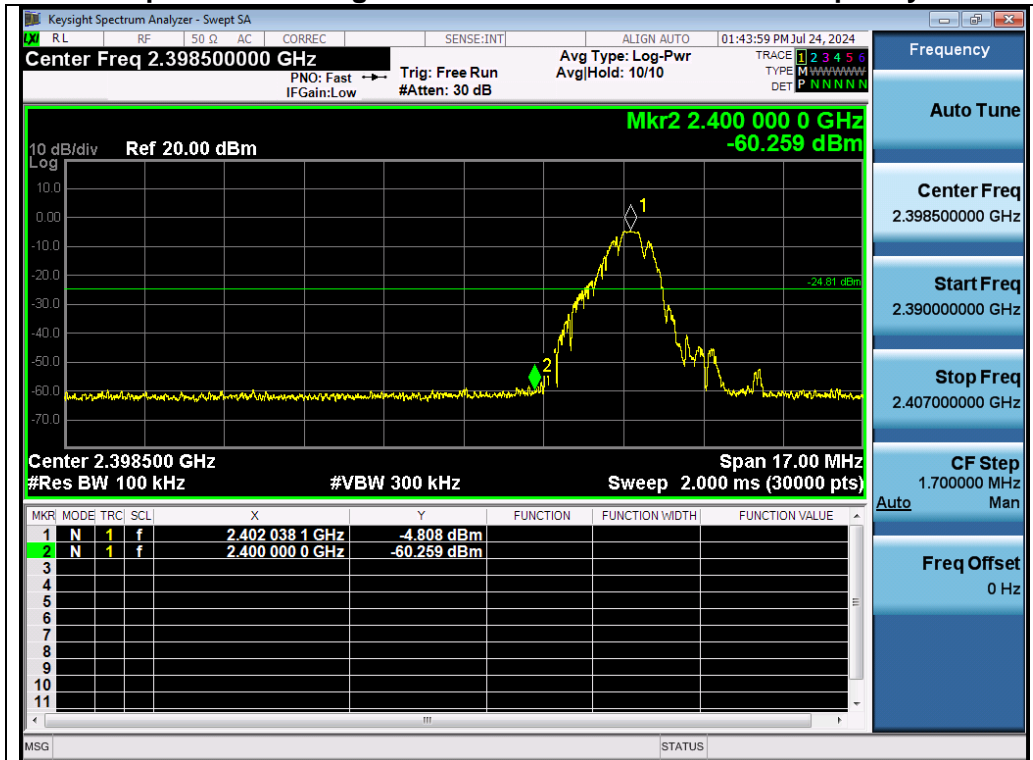 Keysight Spectrum Analyzer - Swept SA
LXI RL RF 50 Ω AC CORREC SENSE:INT ALIGN AUTO 01:43:59 PM Jul 24, 2024
Center Freq 2.398500000 GHz
PNO: Fast
IFGain:Low
Trig: Free Run
#Atten: 30 dB
Avg Type: Log-Pwr
Avg|Hold: 10/10
TRACE 1 2 3 4 5 6
TYPE M W W W W W
DET P N N N N N
Mkr2 2.400 000 0 GHz
-60.259 dBm
10 dB/div Ref 20.00 dBm
Log
10.0
0.00
-10.0
-20.0
-30.0
-40.0
-50.0
-60.0
-70.0
1
-24.81 dBm
2
Center 2.398500 GHz Span 17.00 MHz
#Res BW 100 kHz #VBW 300 kHz Sweep 2.000 ms (30000 pts)
MKR MODE TRC SCL X Y FUNCTION FUNCTION WIDTH FUNCTION VALUE
1 N 1 f 2.402 038 1 GHz -4.808 dBm
2 N 1 f 2.400 000 0 GHz -60.259 dBm
3
4
5
6
7
8
9
10
11
MSG STATUS
Frequency
Auto Tune
Center Freq
2.398500000 GHz
Start Freq
2.390000000 GHz
Stop Freq
2.407000000 GHz
CF Step
1.700000 MHz
Auto Man
Freq Offset
0 Hz